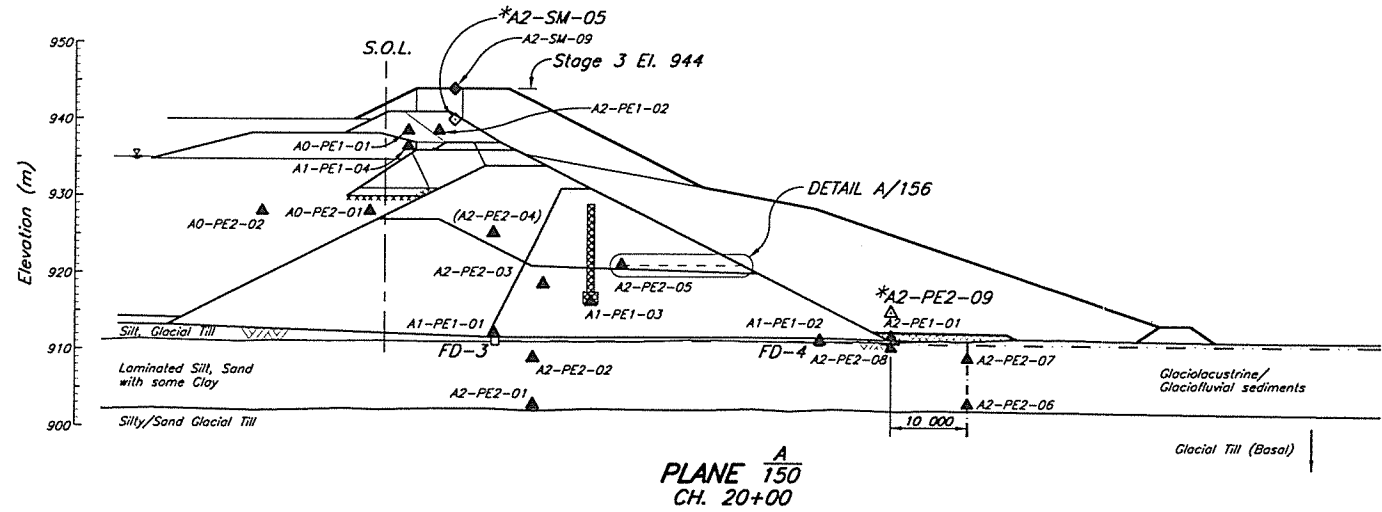 *A2-SM-05
A2-SM-09
S.O.L.
Stage 3 El. 944
950
940
930
920
910
900
Elevation (m)
A2-PE1-02
A0-PE1-01
A1-PE1-04
DETAIL A/156
A0-PE2-02
A0-PE2-01
(A2-PE2-04)
A2-PE2-03
A2-PE2-05
A1-PE1-03
*A2-PE2-09
A1-PE1-01
A1-PE1-02
A2-PE1-01
Silt, Glacial Till
FD-3
FD-4
A2-PE2-08
A2-PE2-07
A2-PE2-02
Laminated Silt, Sand
with some Clay
Glaciolacustrine/
Glaciofluvial sediments
A2-PE2-01
A2-PE2-06
Silty/Sand Glacial Till
10 000
Glacial Till (Basal)
PLANE A/150
CH. 20+00